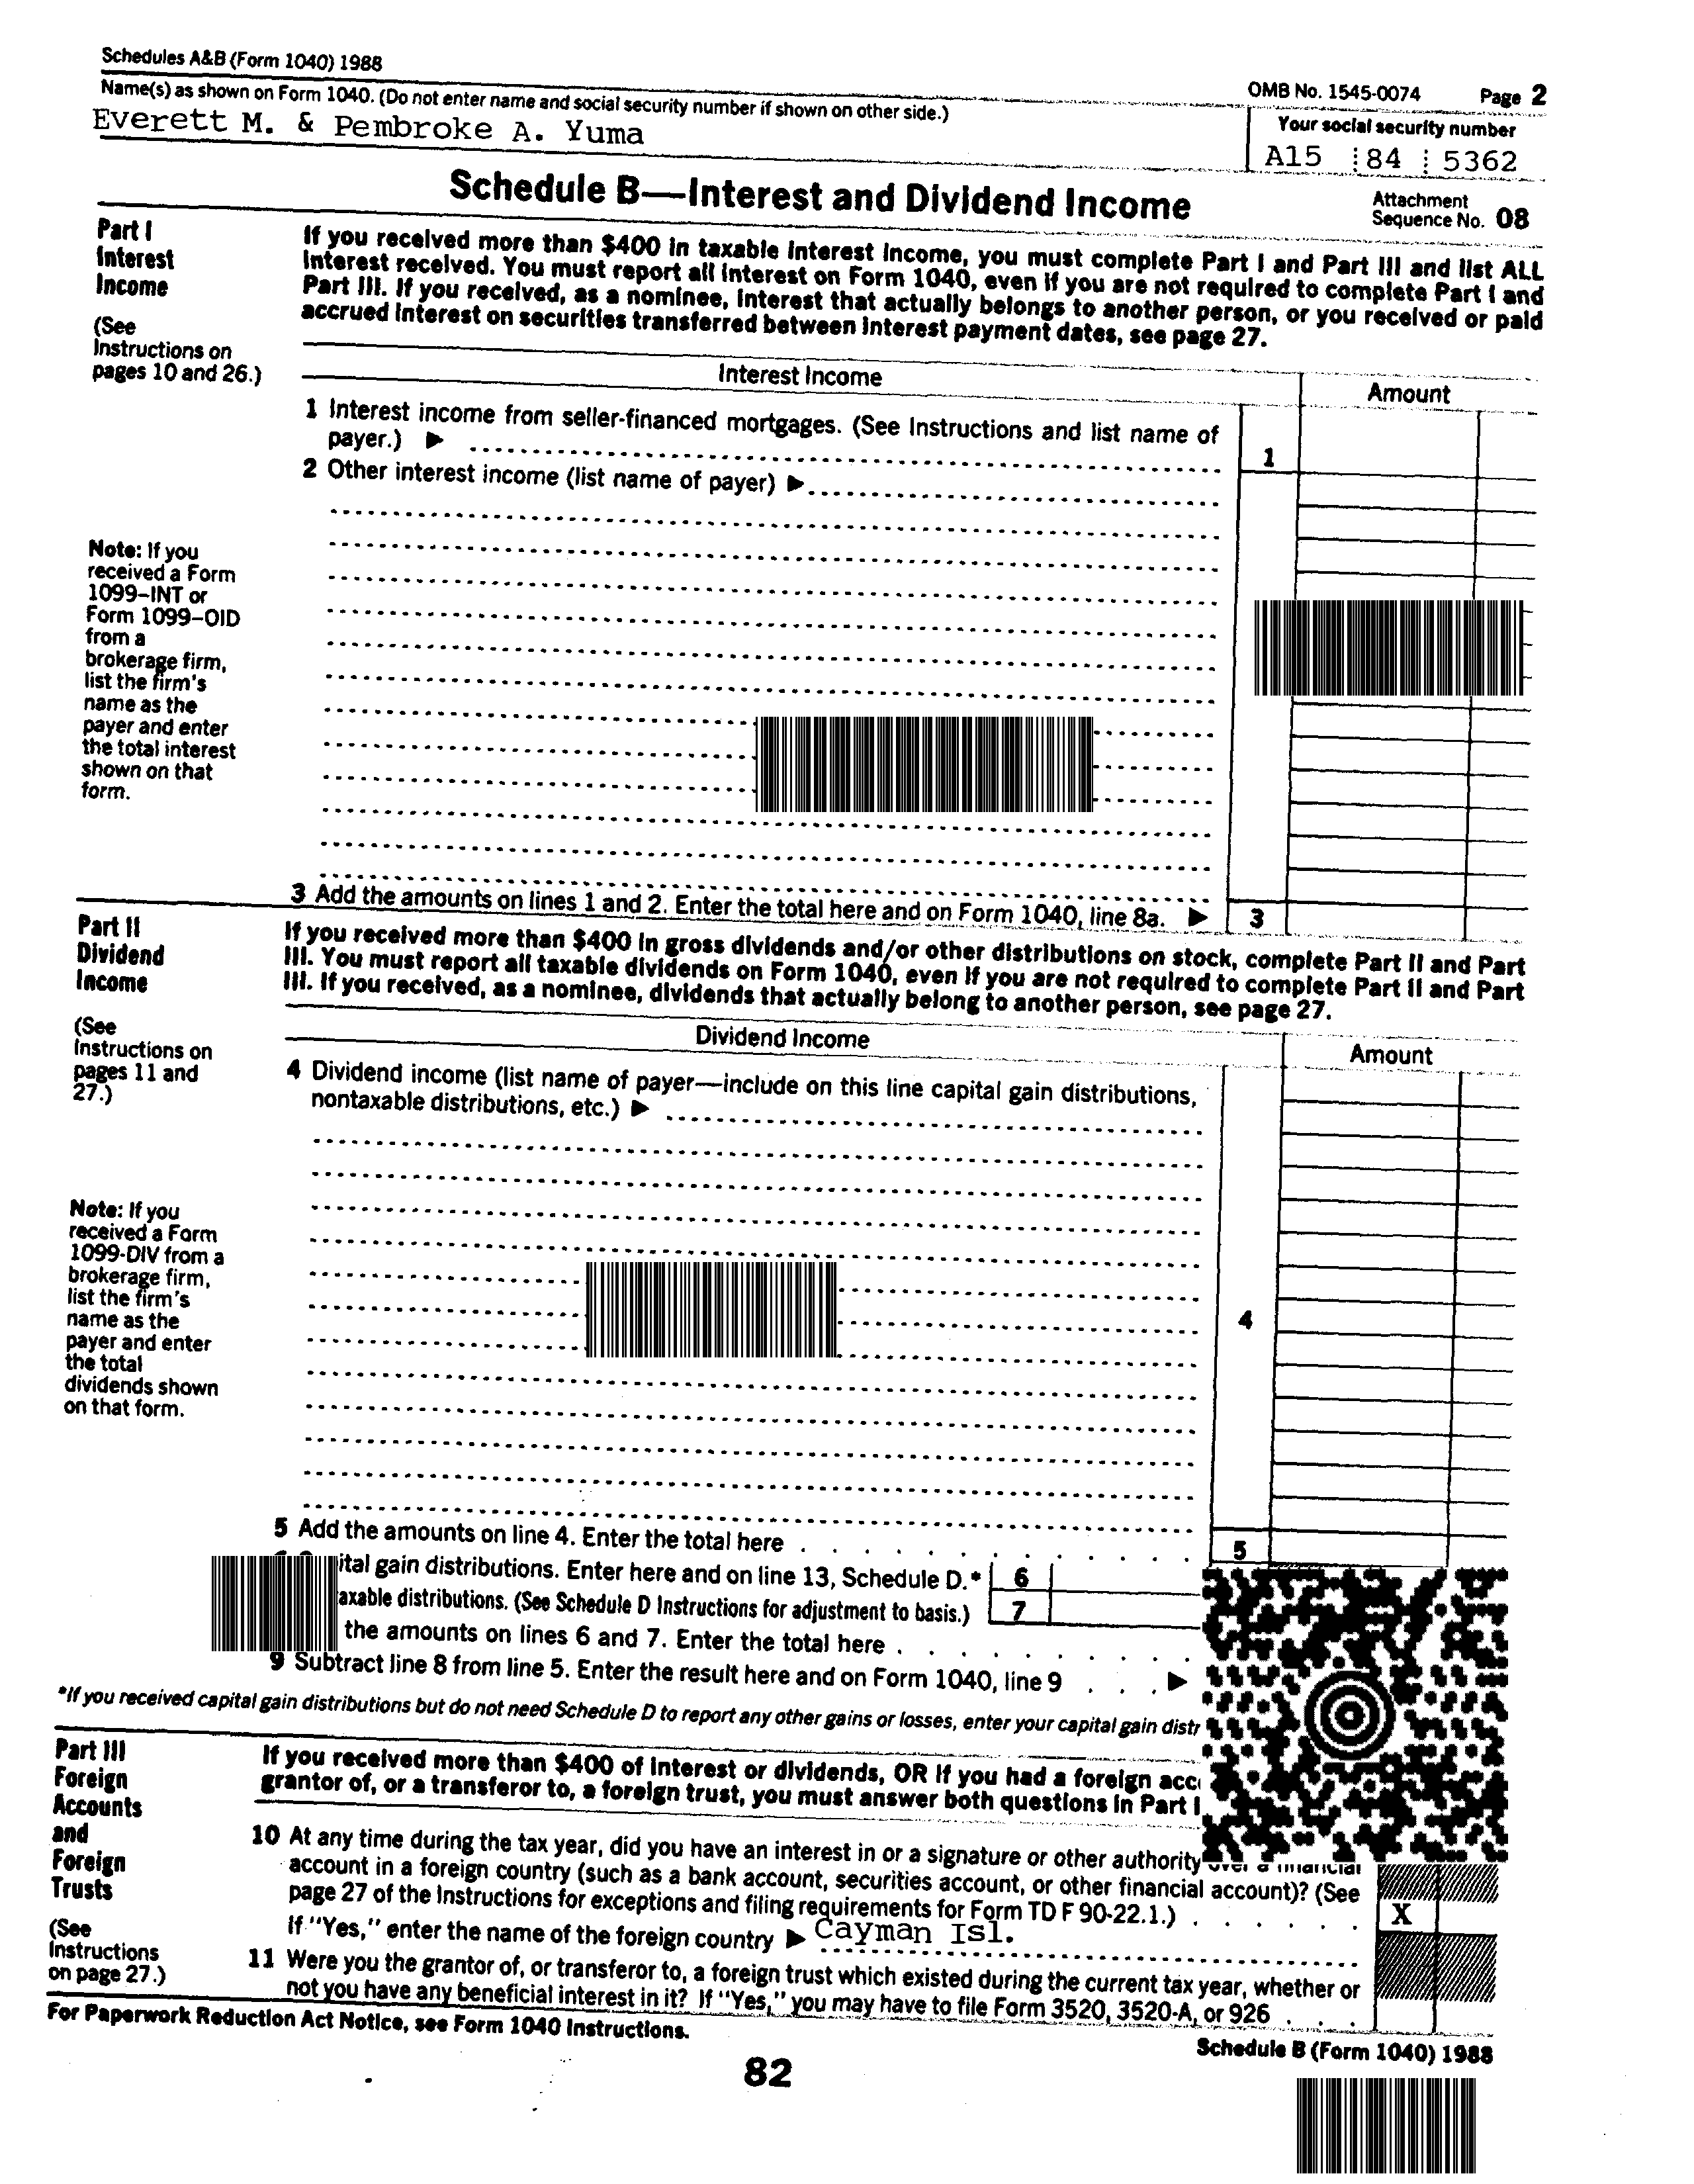 Schedules A&B (Form 1040) 1988
OMB No. 1545-0074 Page 2
Name(s) as shown on Form 1040. (Do not enter name and social security number if shown on other side.)
Your social security number
Everett M. & Pembroke A. Yuma
A15 84 5362
Schedule B—Interest and Dividend Income
Attachment
Sequence No. 08
Part I
Interest
Income
(See
Instructions on
pages 10 and 26.)
If you received more than $400 in taxable interest income, you must complete Part I and Part III and list ALL
interest received. You must report all interest on Form 1040, even if you are not required to complete Part I and
Part III. If you received, as a nominee, interest that actually belongs to another person, or you received or paid
accrued interest on securities transferred between interest payment dates, see page 27.
Interest Income
Amount
1 Interest income from seller-financed mortgages. (See Instructions and list name of
payer.) ▶
1
2 Other interest income (list name of payer) ▶
Note: If you
received a Form
1099–INT or
Form 1099–OID
from a
brokerage firm,
list the firm's
name as the
payer and enter
the total interest
shown on that
form.
3 Add the amounts on lines 1 and 2. Enter the total here and on Form 1040, line 8a. ▶ 3
Part II
Dividend
Income
(See
Instructions on
pages 11 and
27.)
If you received more than $400 in gross dividends and/or other distributions on stock, complete Part II and Part
III. You must report all taxable dividends on Form 1040, even if you are not required to complete Part II and Part
III. If you received, as a nominee, dividends that actually belong to another person, see page 27.
Dividend Income
Amount
4 Dividend income (list name of payer—include on this line capital gain distributions,
nontaxable distributions, etc.) ▶
Note: If you
received a Form
1099-DIV from a
brokerage firm,
list the firm's
name as the
payer and enter
the total
dividends shown
on that form.
4
5 Add the amounts on line 4. Enter the total here . . . . . . . . . . . 5
ital gain distributions. Enter here and on line 13, Schedule D.* 6
axable distributions. (See Schedule D Instructions for adjustment to basis.) 7
the amounts on lines 6 and 7. Enter the total here . . . . . . . .
9 Subtract line 8 from line 5. Enter the result here and on Form 1040, line 9 . . . ▶
*If you received capital gain distributions but do not need Schedule D to report any other gains or losses, enter your capital gain distr
Part III
Foreign
Accounts
and
Foreign
Trusts
(See
Instructions
on page 27.)
If you received more than $400 of interest or dividends, OR if you had a foreign acc
grantor of, or a transferor to, a foreign trust, you must answer both questions in Part I
10 At any time during the tax year, did you have an interest in or a signature or other authority over a financial
account in a foreign country (such as a bank account, securities account, or other financial account)? (See
page 27 of the Instructions for exceptions and filing requirements for Form TD F 90-22.1.) . . . . . . X
If "Yes," enter the name of the foreign country ▶ Cayman Isl.
11 Were you the grantor of, or transferor to, a foreign trust which existed during the current tax year, whether or
not you have any beneficial interest in it? If "Yes," you may have to file Form 3520, 3520-A, or 926 . . .
For Paperwork Reduction Act Notice, see Form 1040 Instructions.
Schedule B (Form 1040) 1988
82